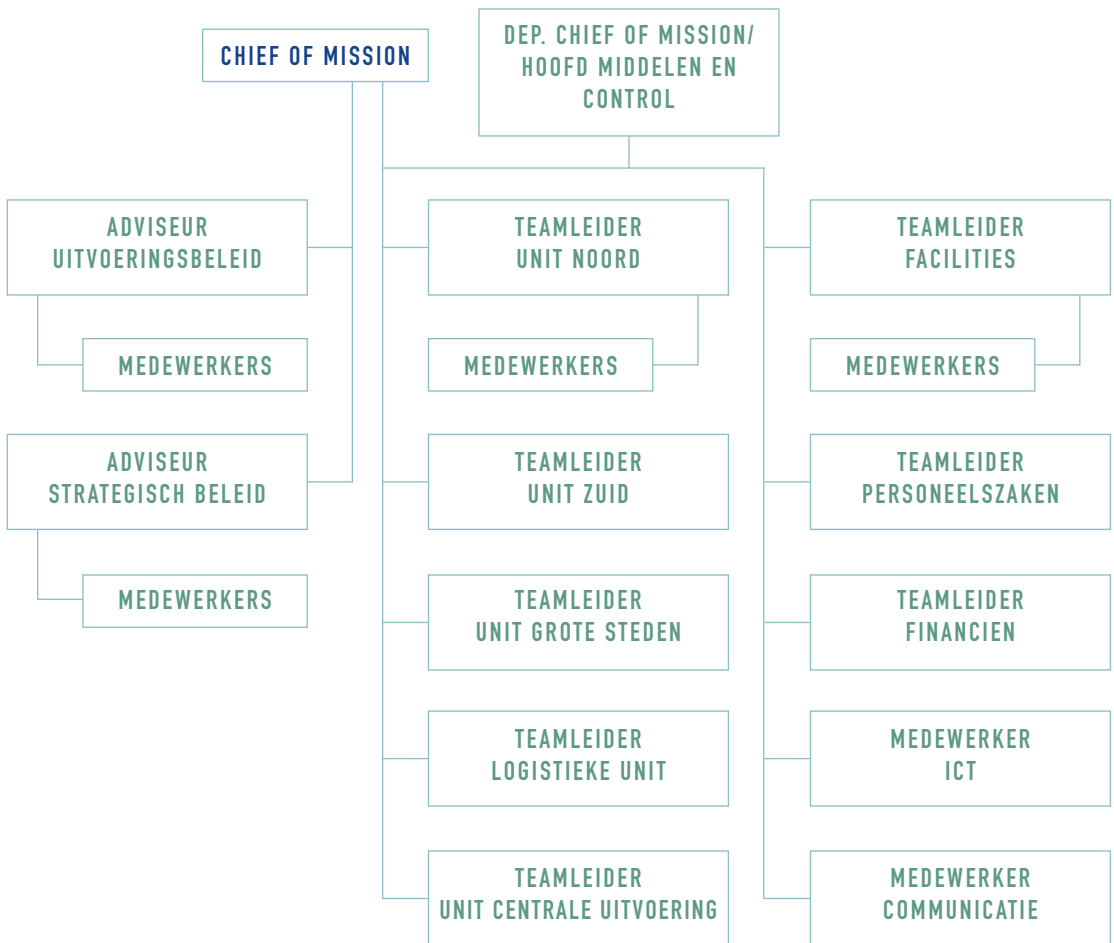 CHIEF OF MISSION
DEP. CHIEF OF MISSION/
HOOFD MIDDELEN EN
CONTROL
ADVISEUR
UITVOERINGSBELEID
MEDEWERKERS
ADVISEUR
STRATEGISCH BELEID
MEDEWERKERS
TEAMLEIDER
UNIT NOORD
MEDEWERKERS
TEAMLEIDER
UNIT ZUID
TEAMLEIDER
UNIT GROTE STEDEN
TEAMLEIDER
LOGISTIEKE UNIT
TEAMLEIDER
UNIT CENTRALE UITVOERING
TEAMLEIDER
FACILITIES
MEDEWERKERS
TEAMLEIDER
PERSONEELSZAKEN
TEAMLEIDER
FINANCIEN
MEDEWERKER
ICT
MEDEWERKER
COMMUNICATIE